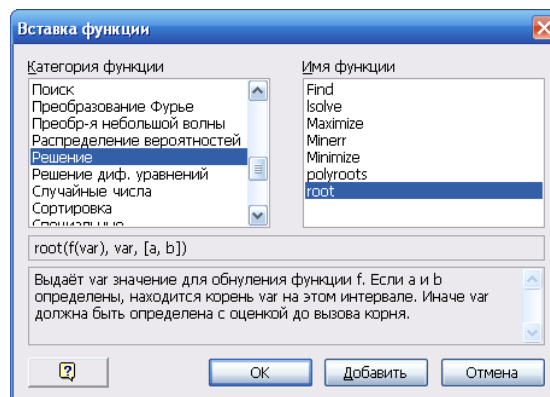 Вставка функции
Категория функции
Имя функции
Поиск
Преобразование Фурье
Преобр-я небольшой волны
Распределение вероятностей
Решение
Решение диф. уравнений
Случайные числа
Сортировка
Специальные
Find
lsolve
Maximize
Minerr
Minimize
polyroots
root
root(f(var), var, [a, b])
Выдаёт var значение для обнуления функции f. Если a и b
определены, находится корень var на этом интервале. Иначе var
должна быть определена с оценкой до вызова корня.
OK
Добавить
Отмена